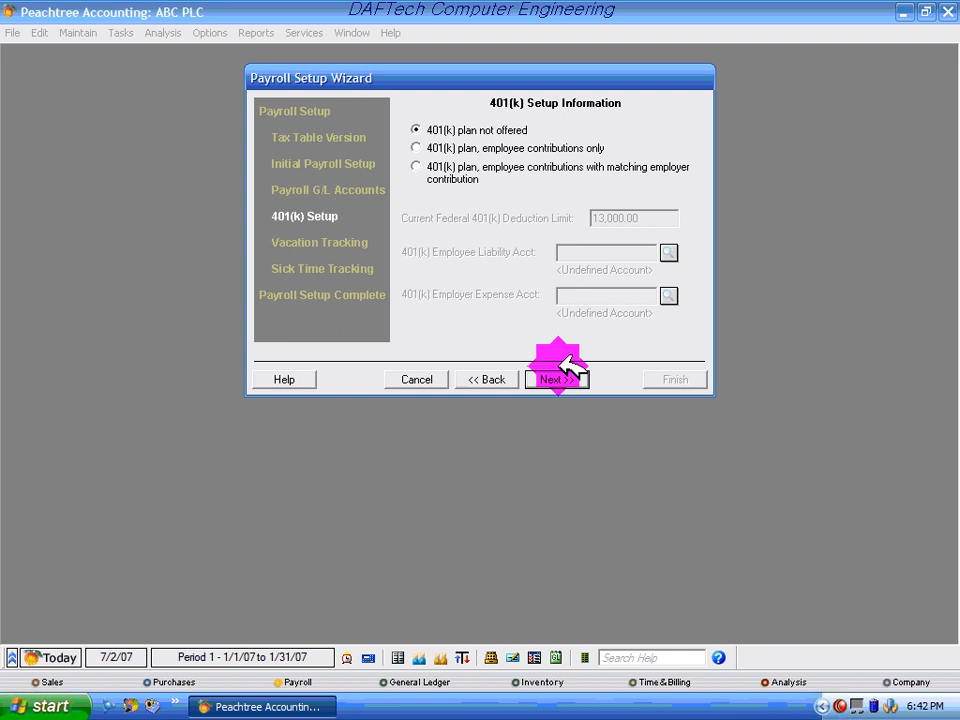 Peachtree Accounting: ABC PLC
DAFTech Computer Engineering
File Edit Maintain Tasks Analysis Options Reports Services Window Help
Payroll Setup Wizard
Payroll Setup
Tax Table Version
Initial Payroll Setup
Payroll G/L Accounts
401(k) Setup
Vacation Tracking
Sick Time Tracking
Payroll Setup Complete
401(k) Setup Information
401(k) plan not offered
401(k) plan, employee contributions only
401(k) plan, employee contributions with matching employer
contribution
Current Federal 401(k) Deduction Limit: 13,000.00
401(k) Employee Liability Acct:
<Undefined Account>
401(k) Employer Expense Acct:
<Undefined Account>
Help Cancel << Back Next >> Finish
Today 7/2/07 Period 1 - 1/1/07 to 1/31/07 Search Help
Sales Purchases Payroll General Ledger Inventory Time & Billing Analysis Company
start Peachtree Accountin... 6:42 PM